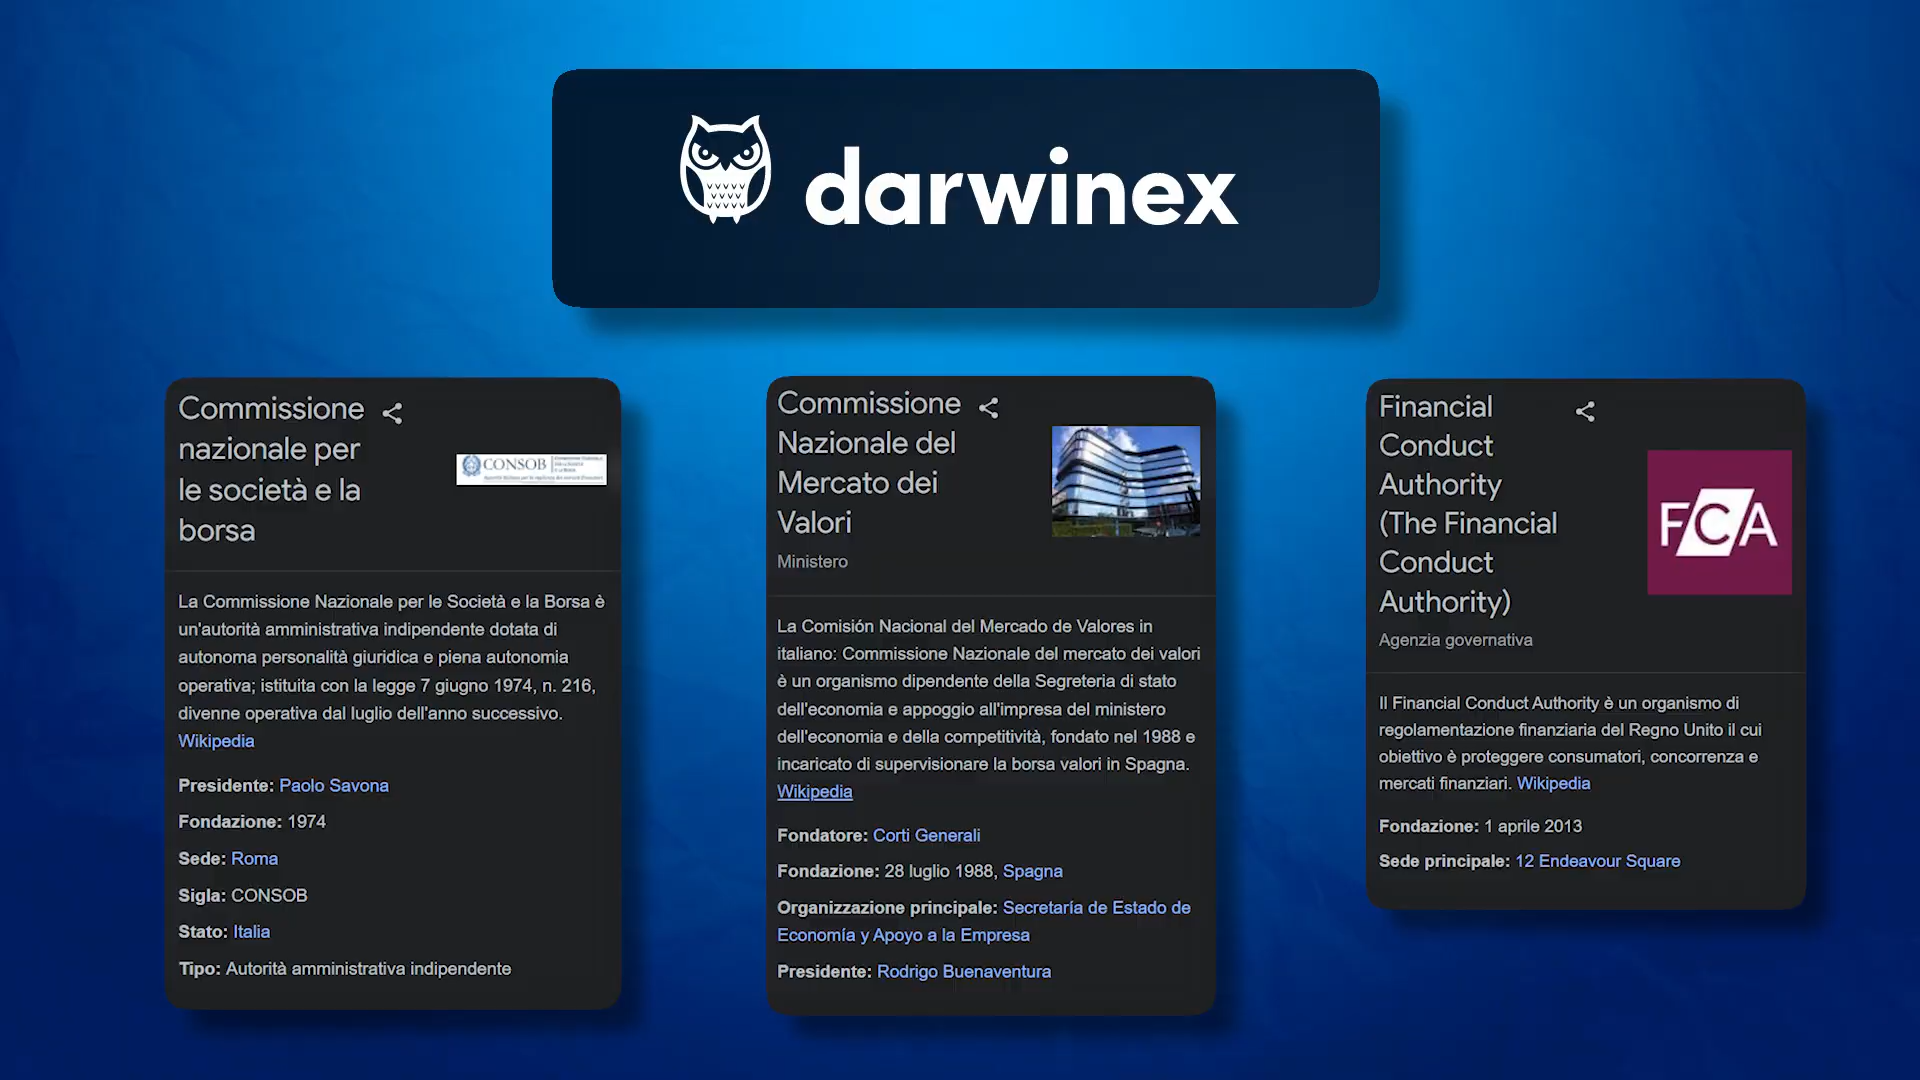 darwinex
Commissione
nazionale per
le società e la
borsa
CONSOB
La Commissione Nazionale per le Società e la Borsa è
un'autorità amministrativa indipendente dotata di
autonoma personalità giuridica e piena autonomia
operativa; istituita con la legge 7 giugno 1974, n. 216,
divenne operativa dal luglio dell'anno successivo.
Wikipedia
Presidente: Paolo Savona
Fondazione: 1974
Sede: Roma
Sigla: CONSOB
Stato: Italia
Tipo: Autorità amministrativa indipendente
Commissione
Nazionale del
Mercato dei
Valori
Ministero
La Comisión Nacional del Mercado de Valores in
italiano: Commissione Nazionale del mercato dei valori
è un organismo dipendente della Segreteria di stato
dell'economia e appoggio all'impresa del ministero
dell'economia e della competitività, fondato nel 1988 e
incaricato di supervisionare la borsa valori in Spagna.
Wikipedia
Fondatore: Corti Generali
Fondazione: 28 luglio 1988, Spagna
Organizzazione principale: Secretaría de Estado de
Economía y Apoyo a la Empresa
Presidente: Rodrigo Buenaventura
Financial
Conduct
Authority
(The Financial
Conduct
Authority)
Agenzia governativa
FCA
Il Financial Conduct Authority è un organismo di
regolamentazione finanziaria del Regno Unito il cui
obiettivo è proteggere consumatori, concorrenza e
mercati finanziari. Wikipedia
Fondazione: 1 aprile 2013
Sede principale: 12 Endeavour Square